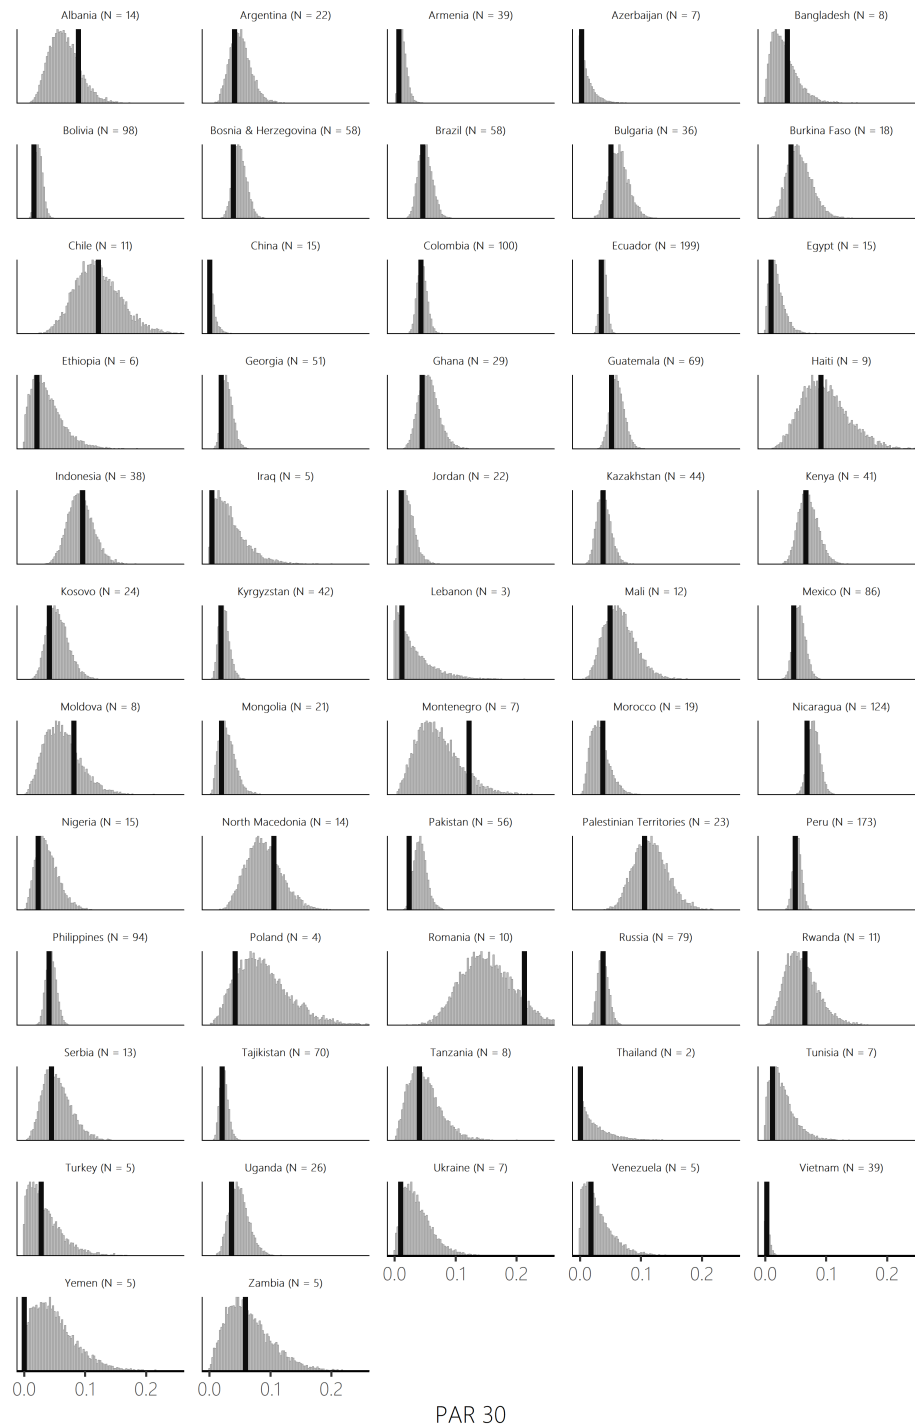 Albania (N = 14) Argentina (N = 22) Armenia (N = 39) Azerbaijan (N = 7) Bangladesh (N = 8)
Bolivia (N = 98) Bosnia & Herzegovina (N = 58) Brazil (N = 58) Bulgaria (N = 36) Burkina Faso (N = 18)
Chile (N = 11) China (N = 15) Colombia (N = 100) Ecuador (N = 199) Egypt (N = 15)
Ethiopia (N = 6) Georgia (N = 51) Ghana (N = 29) Guatemala (N = 69) Haiti (N = 9)
Indonesia (N = 38) Iraq (N = 5) Jordan (N = 22) Kazakhstan (N = 44) Kenya (N = 41)
Kosovo (N = 24) Kyrgyzstan (N = 42) Lebanon (N = 3) Mali (N = 12) Mexico (N = 86)
Moldova (N = 8) Mongolia (N = 21) Montenegro (N = 7) Morocco (N = 19) Nicaragua (N = 124)
Nigeria (N = 15) North Macedonia (N = 14) Pakistan (N = 56) Palestinian Territories (N = 23) Peru (N = 173)
Philippines (N = 94) Poland (N = 4) Romania (N = 10) Russia (N = 79) Rwanda (N = 11)
Serbia (N = 13) Tajikistan (N = 70) Tanzania (N = 8) Thailand (N = 2) Tunisia (N = 7)
Turkey (N = 5) Uganda (N = 26) Ukraine (N = 7) Venezuela (N = 5) Vietnam (N = 39)
0.0 0.1 0.2 0.0 0.1 0.2 0.0 0.1 0.2
Yemen (N = 5) Zambia (N = 5)
0.0 0.1 0.2 0.0 0.1 0.2
PAR 30